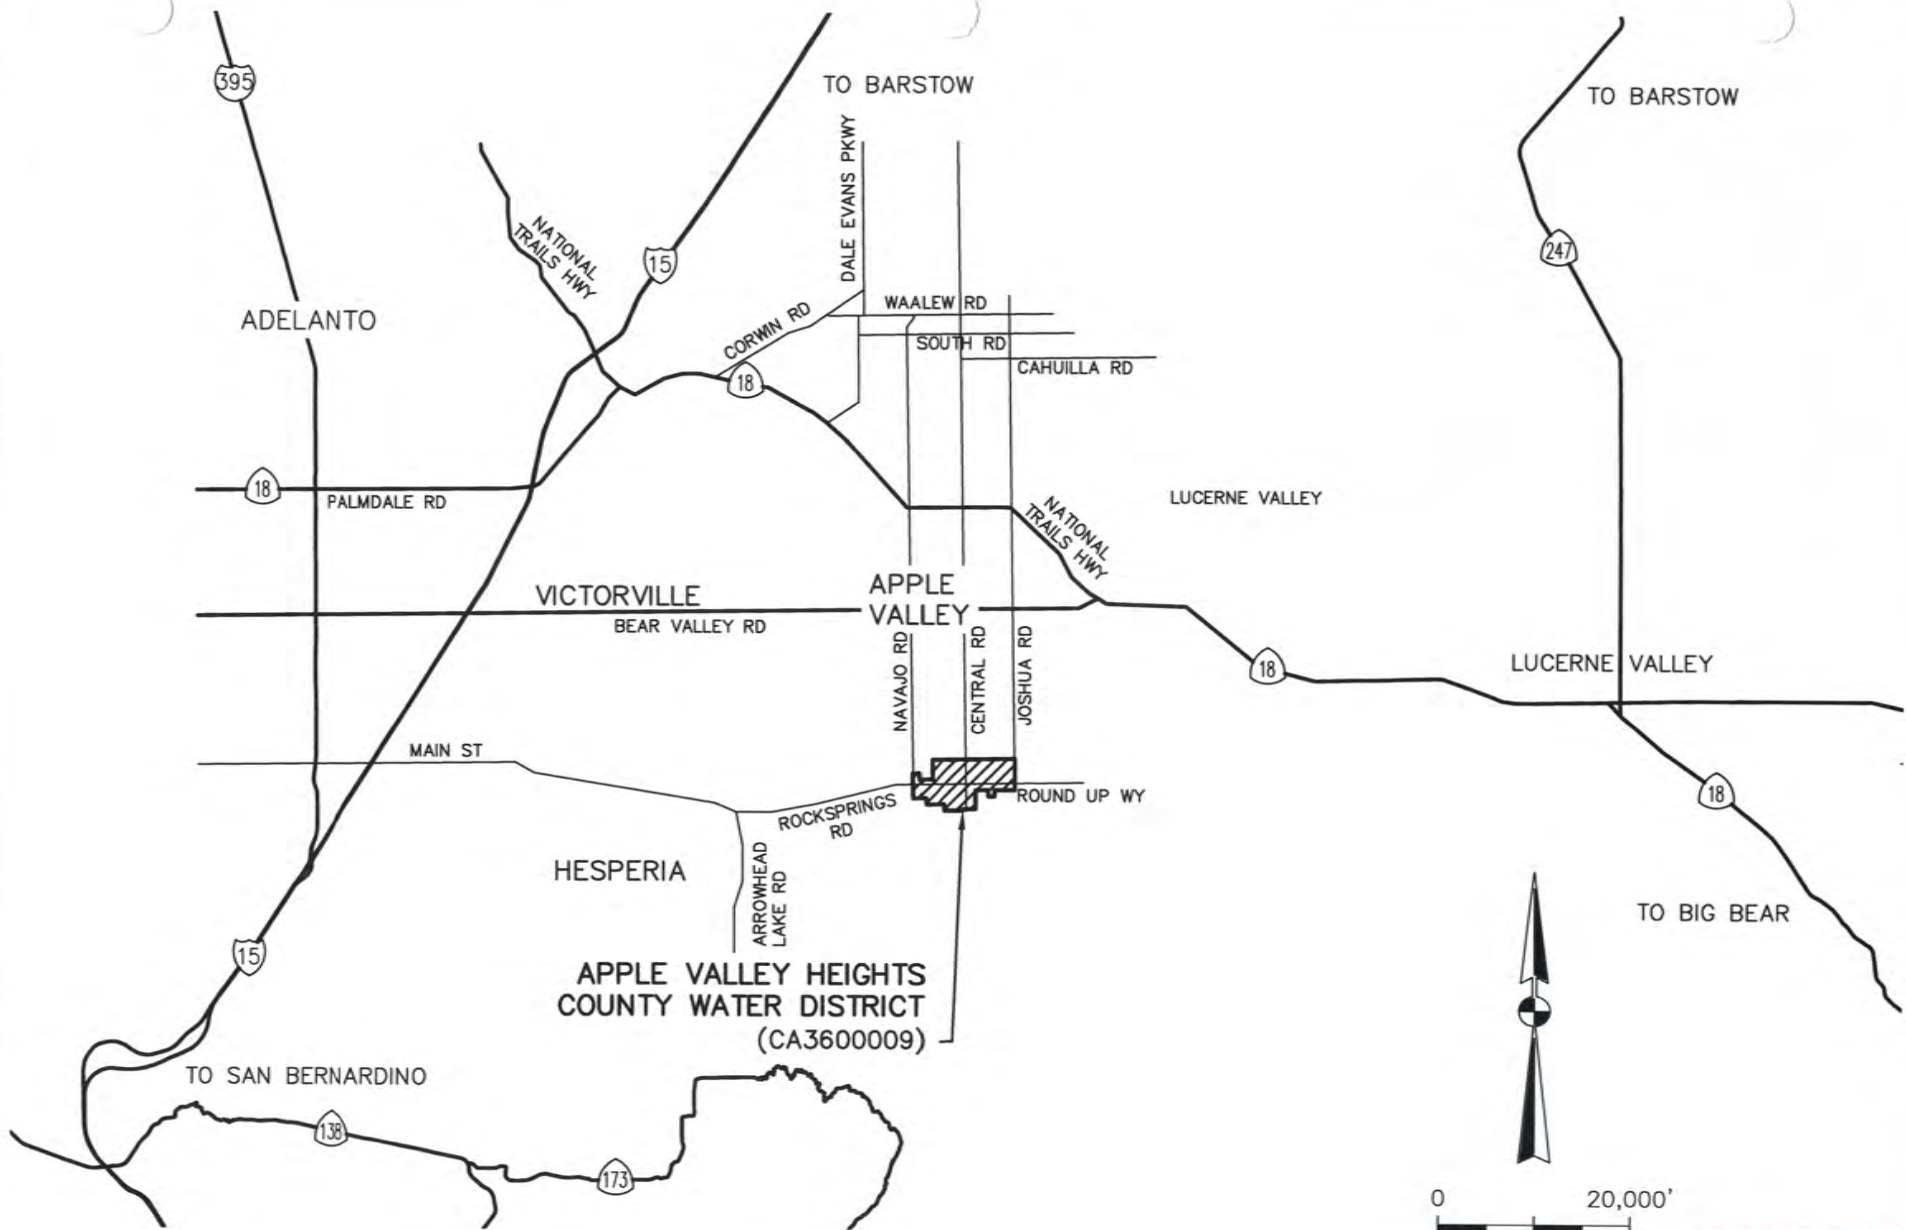 395
TO BARSTOW
TO BARSTOW
DALE EVANS PKWY
NATIONAL
TRAILS HWY
15
247
ADELANTO
CORWIN RD
WAALEW RD
SOUTH RD
CAHUILLA RD
18
18
PALMDALE RD
NATIONAL
TRAILS HWY
LUCERNE VALLEY
VICTORVILLE
BEAR VALLEY RD
APPLE
VALLEY
NAVAJO RD
CENTRAL RD
JOSHUA RD
18
LUCERNE VALLEY
MAIN ST
ROCKSPRINGS
RD
ROUND UP WY
18
HESPERIA
ARROWHEAD
LAKE RD
TO BIG BEAR
15
APPLE VALLEY HEIGHTS
COUNTY WATER DISTRICT
(CA3600009)
TO SAN BERNARDINO
138
173
0
20,000'